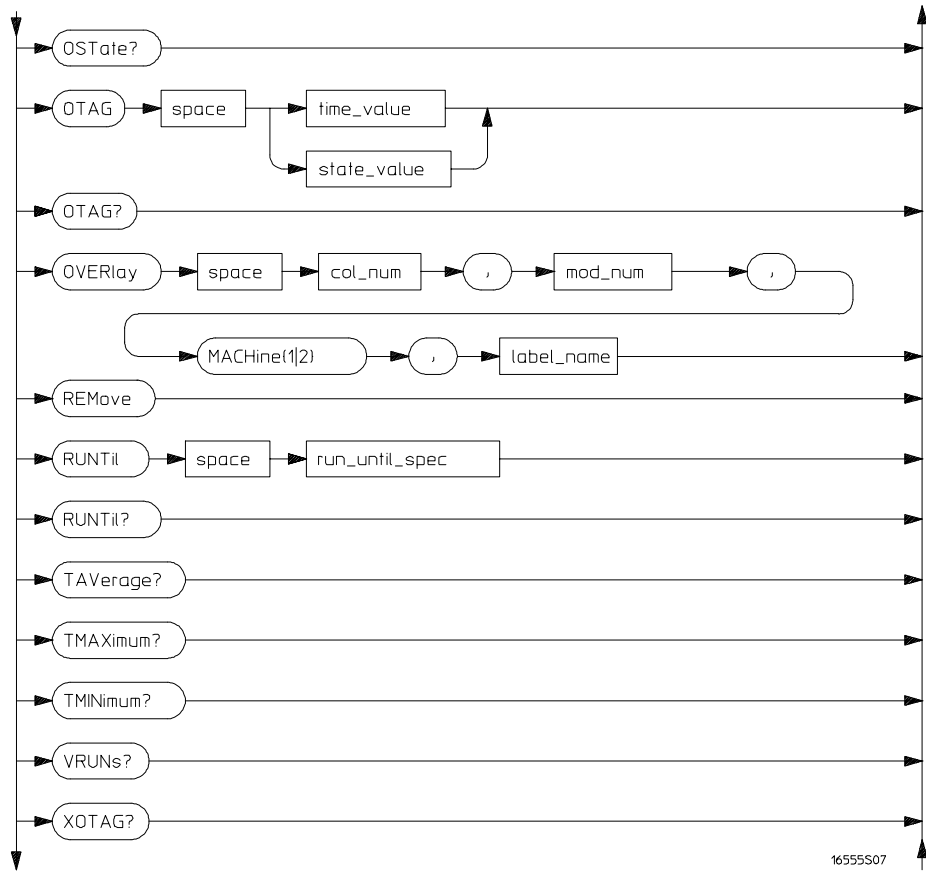 OSTate?
OTAG space time_value
state_value
OTAG?
OVERlay space col_num , mod_num ,
MACHine{1|2} , label_name
REMove
RUNTil space run_until_spec
RUNTil?
TAVerage?
TMAXimum?
TMINimum?
VRUNs?
XOTAG?
16555S07